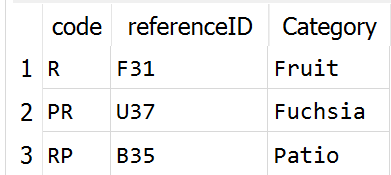 code referenceID Category
1 R F31 Fruit
2 PR U37 Fuchsia
3 RP B35 Patio